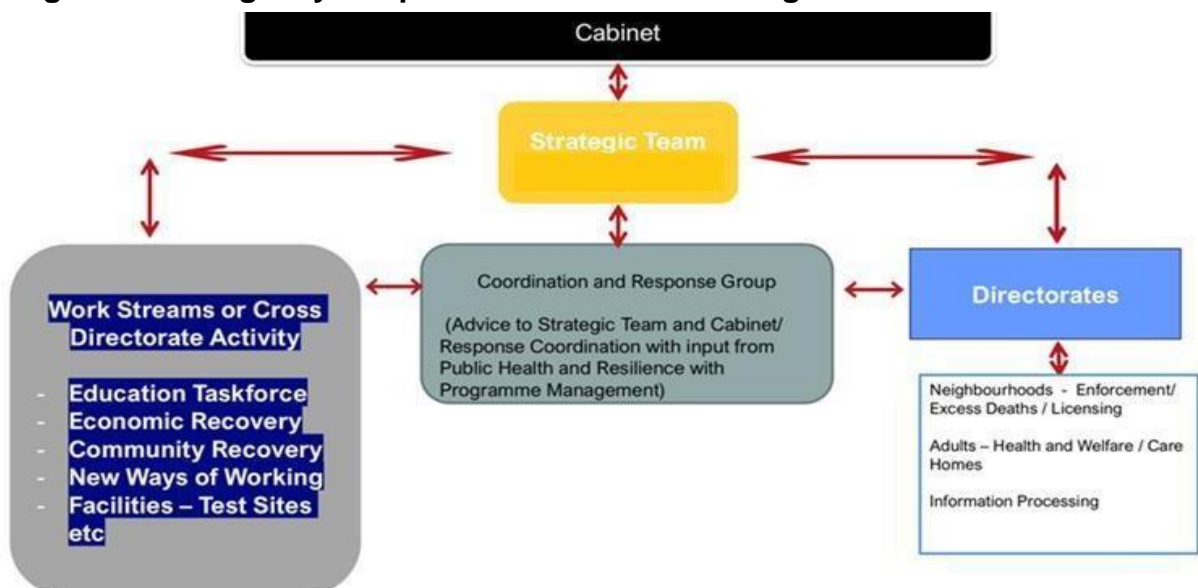 Cabinet
Strategic Team
Work Streams or Cross
Directorate Activity
- Education Taskforce
- Economic Recovery
- Community Recovery
- New Ways of Working
- Facilities – Test Sites
etc
Coordination and Response Group
(Advice to Strategic Team and Cabinet/
Response Coordination with input from
Public Health and Resilience with
Programme Management)
Directorates
Neighbourhoods - Enforcement/
Excess Deaths / Licensing
Adults – Health and Welfare / Care
Homes
Information Processing